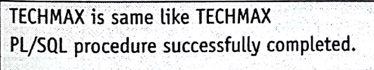 TECHMAX is same like TECHMAX
PL/SQL procedure successfully completed.